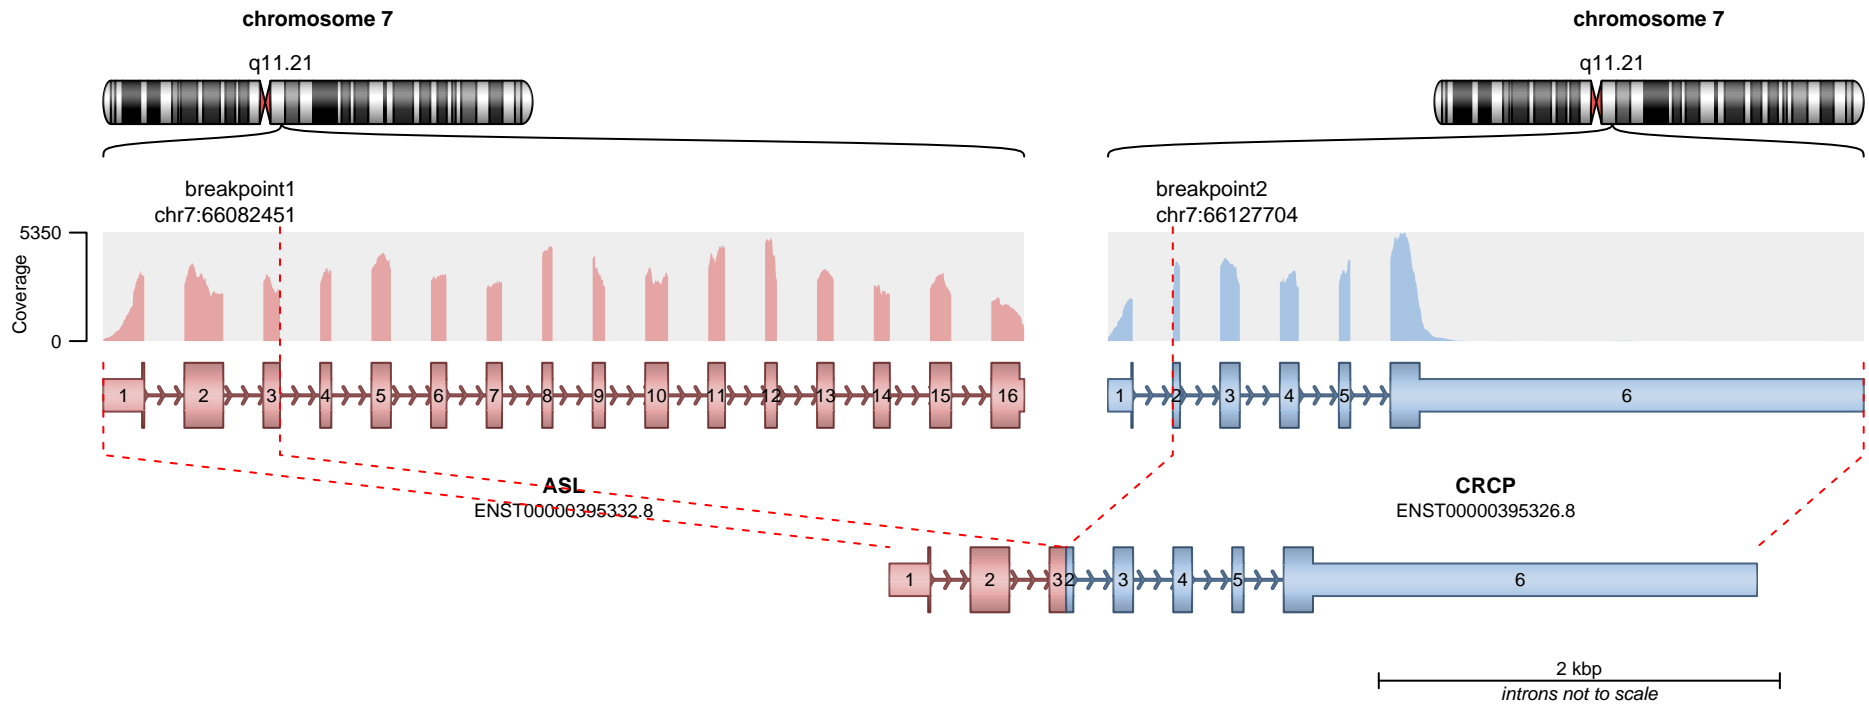 chromosome 7
chromosome 7
q11.21
q11.21
breakpoint1
chr7:66082451
breakpoint2
chr7:66127704
5350
0
Coverage
1 2 3 4 5 6 7 8 9 10 11 12 13 14 15 16
1 2 3 4 5 6
ASL
ENST00000395332.8
CRCP
ENST00000395326.8
1 2 3 2 3 4 5 6
2 kbp
introns not to scale